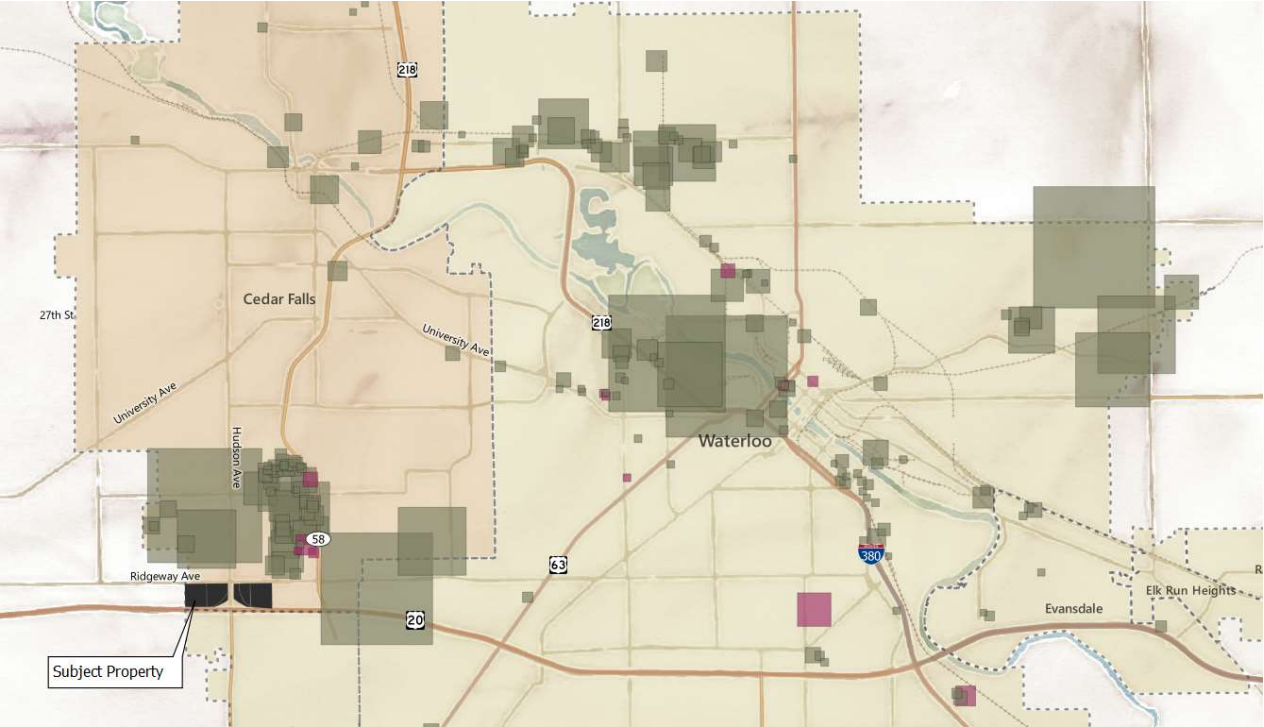 218
Cedar Falls
27th St
University Ave
218
University Ave
Hudson Ave
Waterloo
58
63
380
Ridgeway Ave
20
Elk Run Heights
R
Evansdale
Subject Property